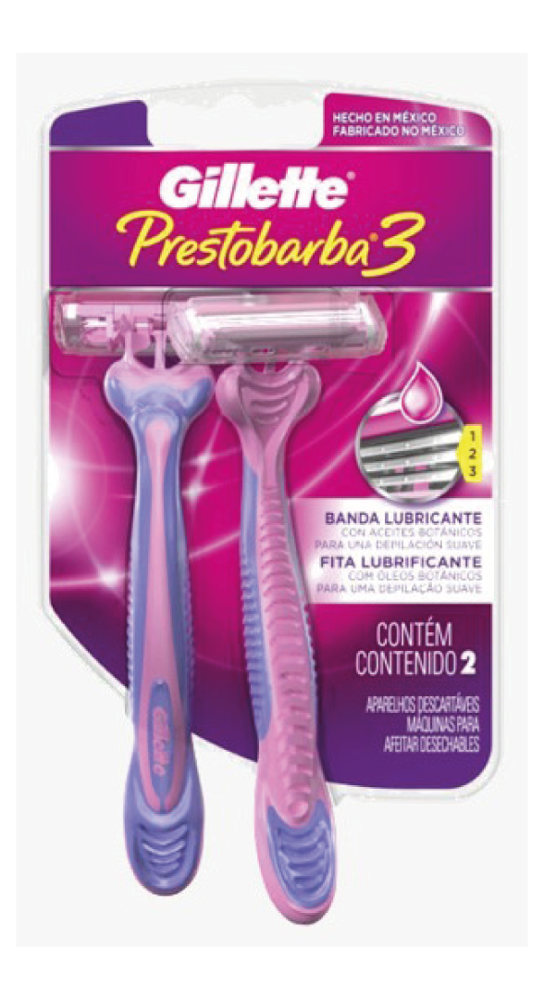 HECHO EN MÉXICO
FABRICADO NO MÉXICO
Gillette®
Prestobarba®3
1
2
3
BANDA LUBRICANTE
CON ACEITES BOTÁNICOS
PARA UNA DEPILACIÓN SUAVE
FITA LUBRIFICANTE
COM ÓLEOS BOTÂNICOS
PARA UMA DEPILAÇÃO SUAVE
CONTÉM
CONTENIDO 2
APARELHOS DESCARTÁVEIS
MÁQUINAS PARA
AFEITAR DESECHABLES
Gillette